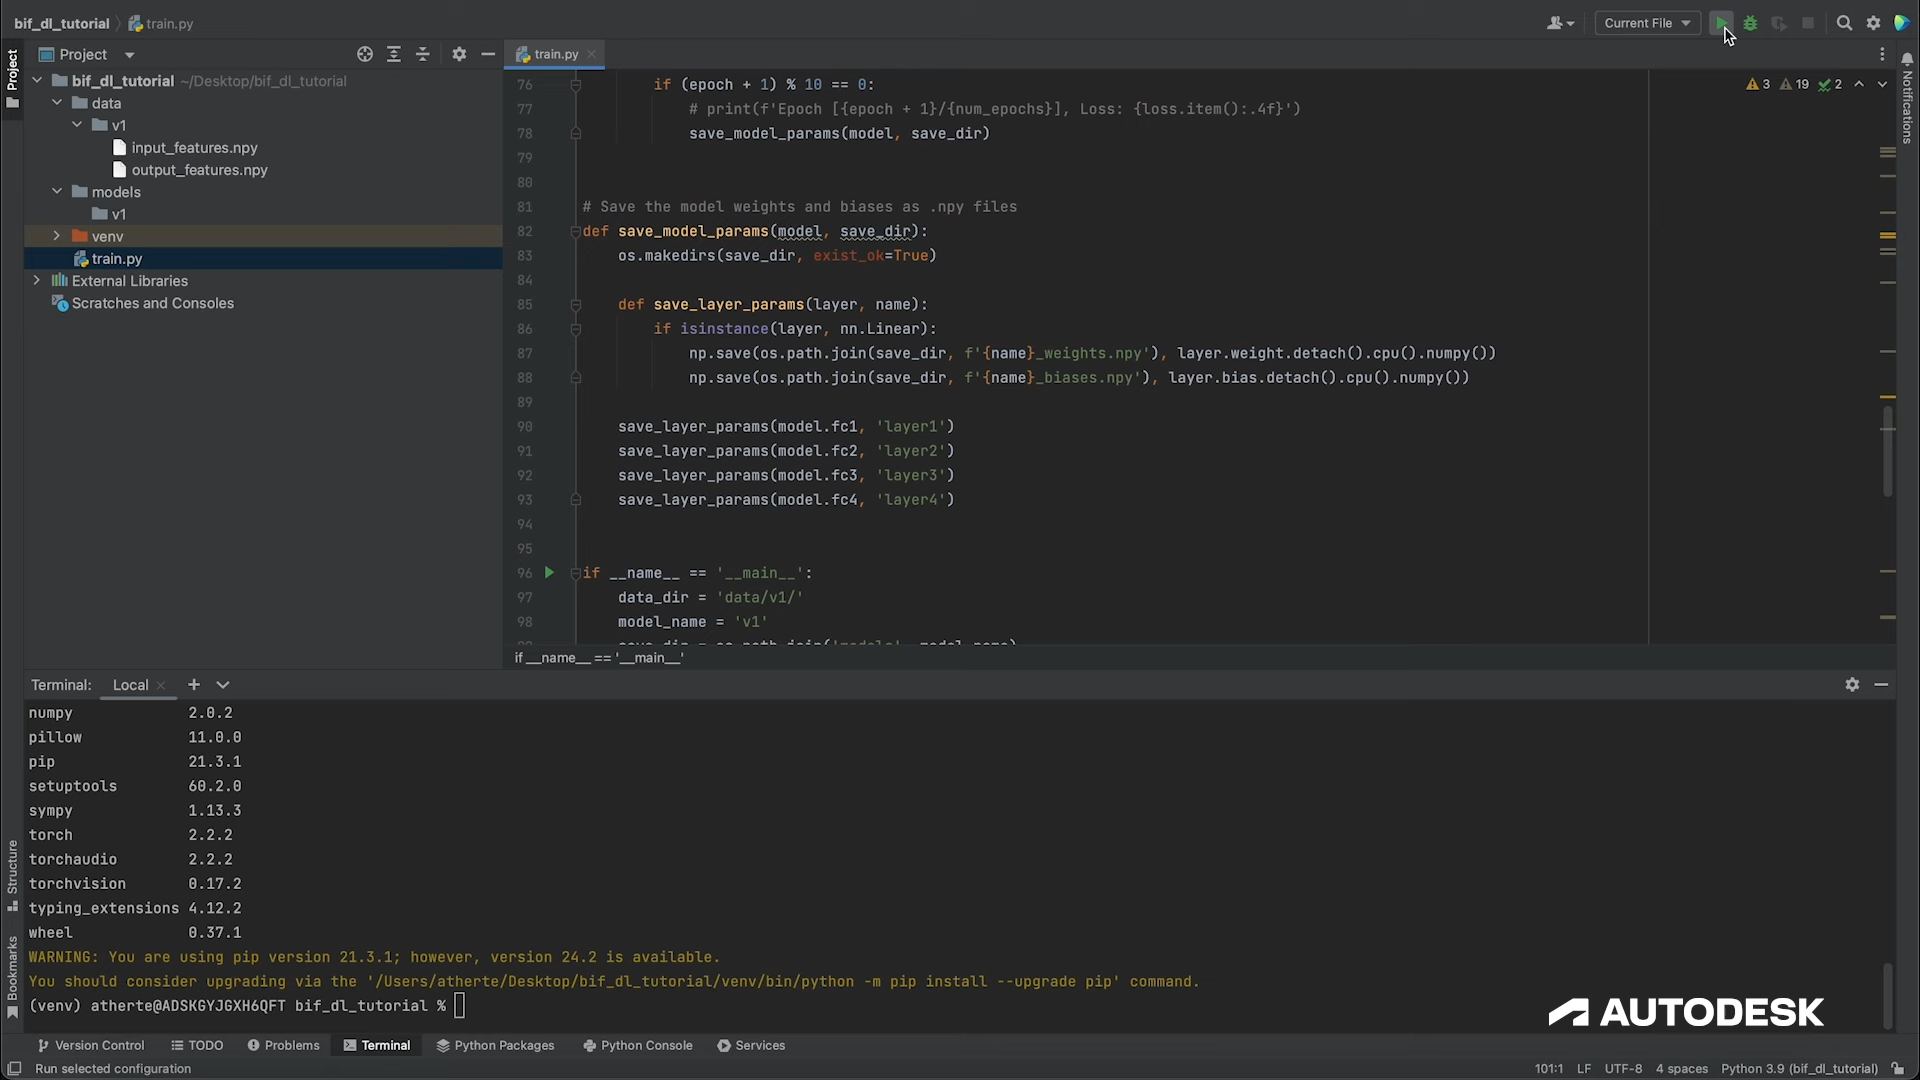 bif_dl_tutorial train.py
Current File
Project
train.py
Project
Notifications
bif_dl_tutorial ~/Desktop/bif_dl_tutorial
data
v1
input_features.npy
output_features.npy
models
v1
venv
train.py
External Libraries
Scratches and Consoles
3 19 2
76 if (epoch + 1) % 10 == 0:
77 # print(f'Epoch [{epoch + 1}/{num_epochs}], Loss: {loss.item():.4f}')
78 save_model_params(model, save_dir)
79
80
81 # Save the model weights and biases as .npy files
82 def save_model_params(model, save_dir):
83 os.makedirs(save_dir, exist_ok=True)
84
85 def save_layer_params(layer, name):
86 if isinstance(layer, nn.Linear):
87 np.save(os.path.join(save_dir, f'{name}_weights.npy'), layer.weight.detach().cpu().numpy())
88 np.save(os.path.join(save_dir, f'{name}_biases.npy'), layer.bias.detach().cpu().numpy())
89
90 save_layer_params(model.fc1, 'layer1')
91 save_layer_params(model.fc2, 'layer2')
92 save_layer_params(model.fc3, 'layer3')
93 save_layer_params(model.fc4, 'layer4')
94
95
96 if __name__ == '__main__':
97 data_dir = 'data/v1/'
98 model_name = 'v1'
if __name__ == '__main__'
Terminal: Local
numpy 2.0.2
pillow 11.0.0
pip 21.3.1
setuptools 60.2.0
sympy 1.13.3
torch 2.2.2
torchaudio 2.2.2
torchvision 0.17.2
typing_extensions 4.12.2
wheel 0.37.1
WARNING: You are using pip version 21.3.1; however, version 24.2 is available.
You should consider upgrading via the '/Users/atherte/Desktop/bif_dl_tutorial/venv/bin/python -m pip install --upgrade pip' command.
(venv) atherte@ADSKGYJGXH6QFT bif_dl_tutorial %
Structure
Bookmarks
AUTODESK
Version Control TODO Problems Terminal Python Packages Python Console Services
Run selected configuration
101:1 LF UTF-8 4 spaces Python 3.9 (bif_dl_tutorial)